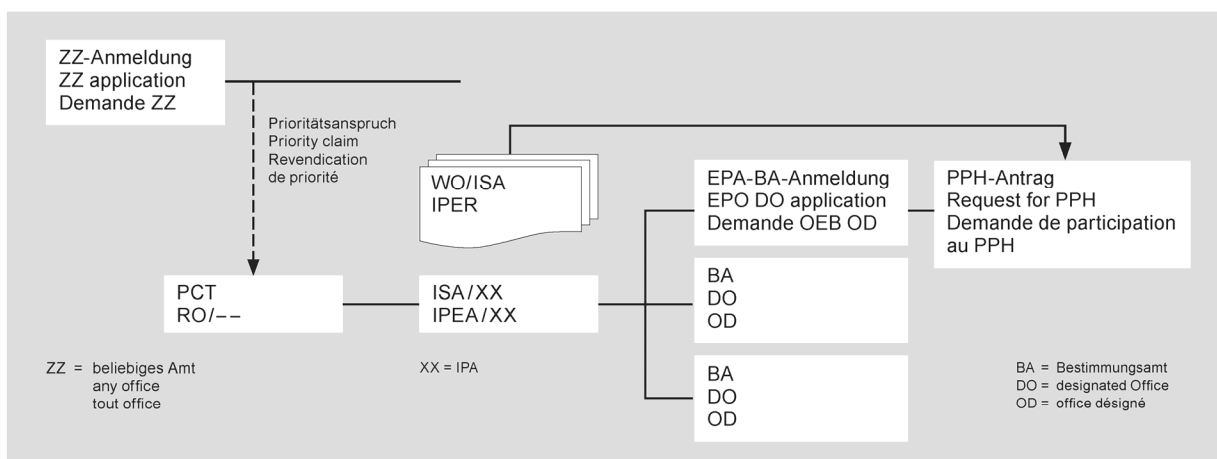 ZZ-Anmeldung
ZZ application
Demande ZZ
Prioritätsanspruch
Priority claim
Revendication
de priorité
WO/ISA
IPER
EPA-BA-Anmeldung
EPO DO application
Demande OEB OD
PPH-Antrag
Request for PPH
Demande de participation
au PPH
PCT
RO/– –
ISA/XX
IPEA/XX
BA
DO
OD
BA
DO
OD
ZZ = beliebiges Amt
any office
tout office
XX = IPA
BA = Bestimmungsamt
DO = designated Office
OD = office désigné